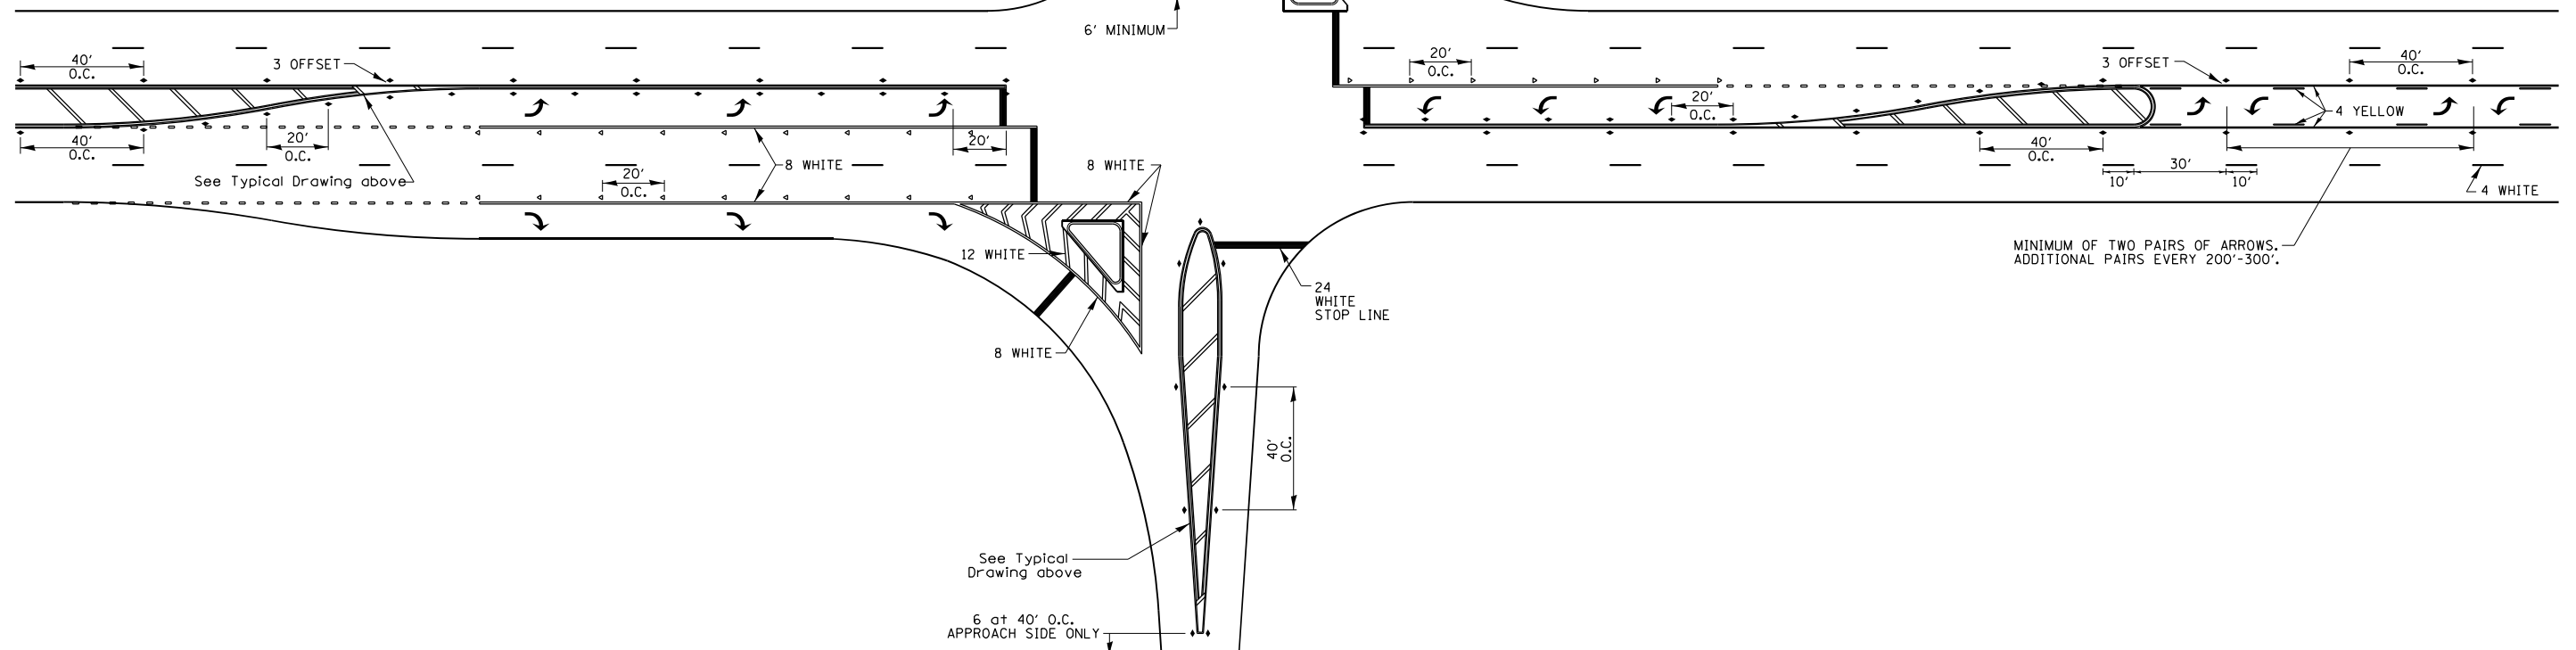 6' MINIMUM
40'
O.C.
3 OFFSET
20'
O.C.
3 OFFSET
40'
O.C.
20'
O.C.
4 YELLOW
40'
O.C.
20'
O.C.
20'
40'
O.C.
See Typical Drawing above
20'
O.C.
8 WHITE
8 WHITE
30'
10'
10'
4 WHITE
12 WHITE
MINIMUM OF TWO PAIRS OF ARROWS.
ADDITIONAL PAIRS EVERY 200'-300'.
24
WHITE
STOP LINE
8 WHITE
40'
O.C.
See Typical
Drawing above
6 at 40' O.C.
APPROACH SIDE ONLY